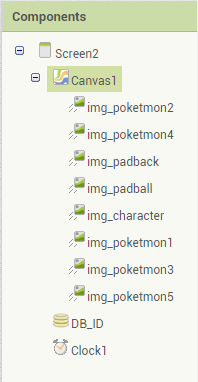 Components
Screen2
Canvas1
img_poketmon2
img_poketmon4
img_padback
img_padball
img_character
img_poketmon1
img_poketmon3
img_poketmon5
DB_ID
Clock1